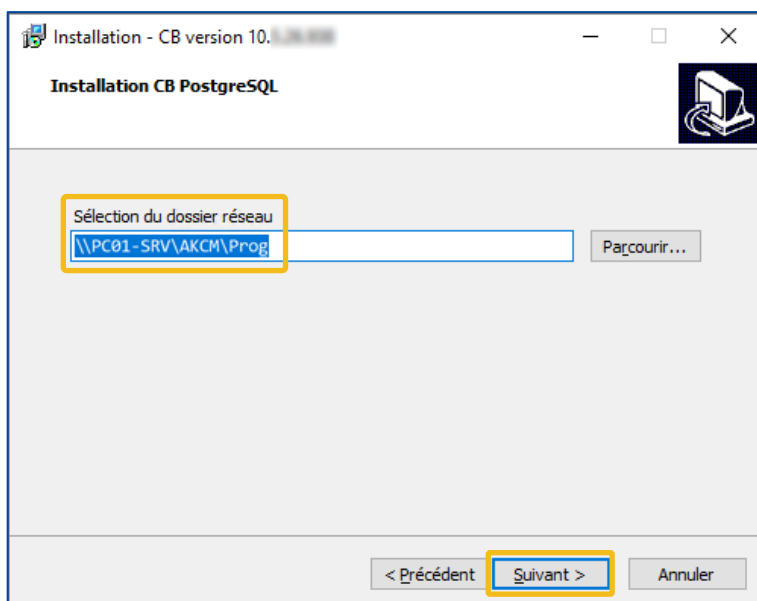 Installation - CB version 10.
Installation CB PostgreSQL
Sélection du dossier réseau
\\PC01-SRV\AKCM\Prog
Parcourir...
< Précédent
Suivant >
Annuler